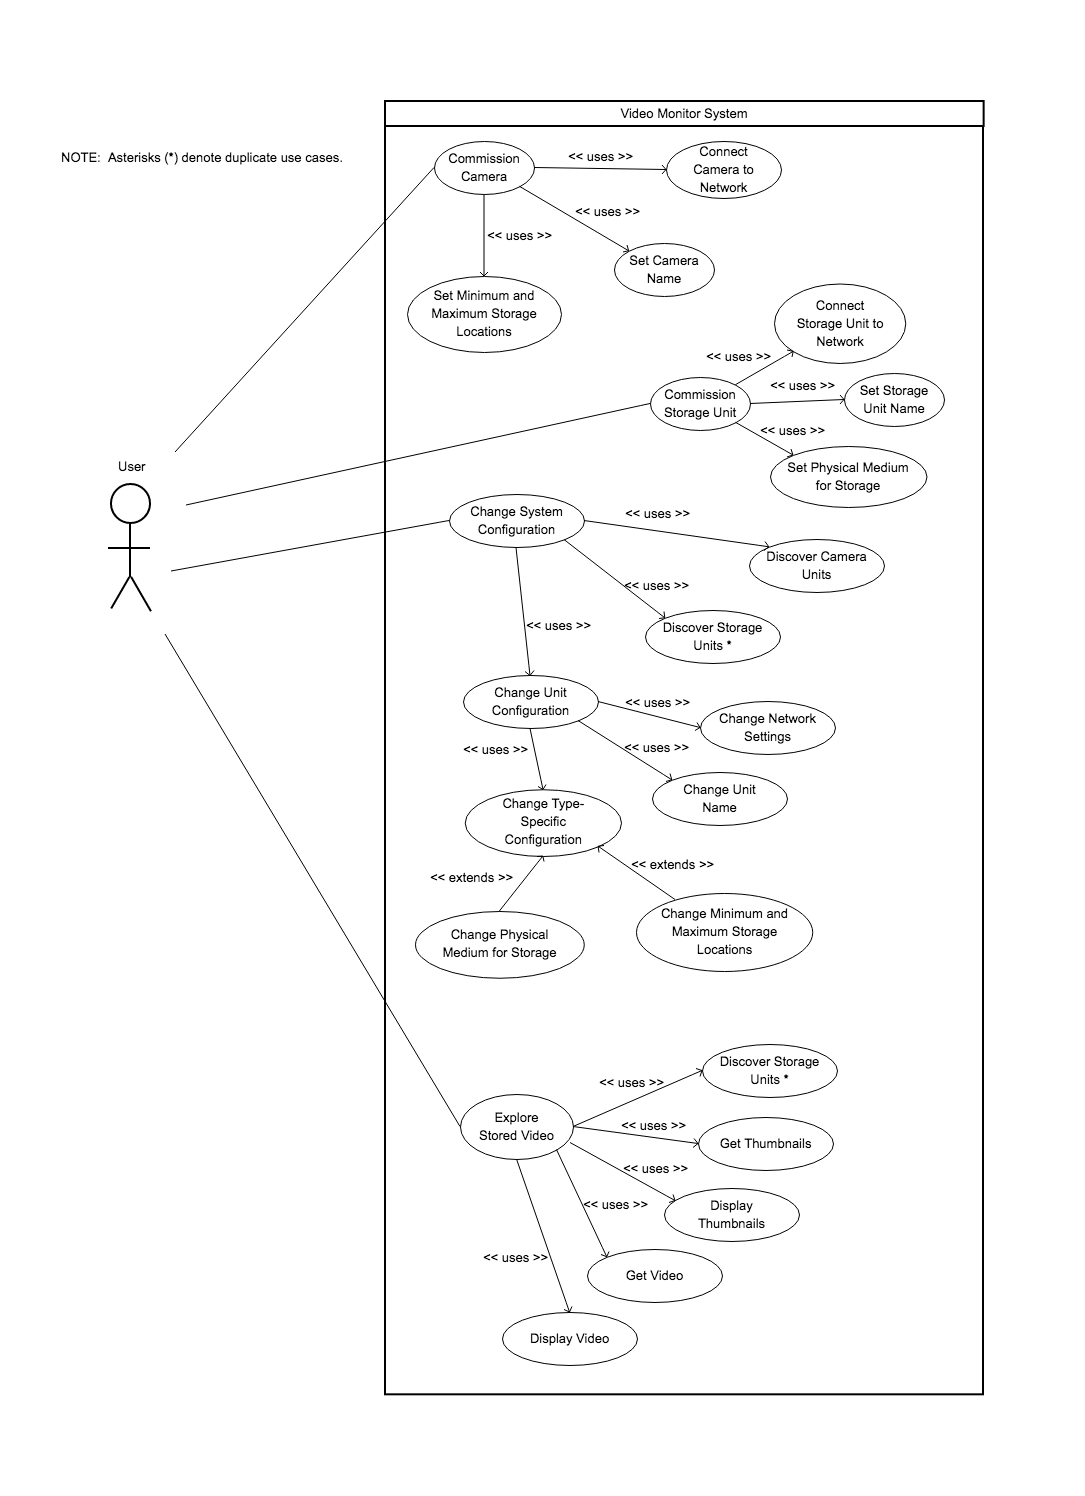 Video Monitor System
NOTE:  Asterisks (*) denote duplicate use cases.
Commission
Camera
<< uses >>
Connect
Camera to
Network
<< uses >>
<< uses >>
Set Camera
Name
Set Minimum and
Maximum Storage
Locations
Connect
Storage Unit to
Network
<< uses >>
Commission
Storage Unit
<< uses >>
Set Storage
Unit Name
<< uses >>
Set Physical Medium
for Storage
User
Change System
Configuration
<< uses >>
Discover Camera
Units
<< uses >>
<< uses >>
Discover Storage
Units *
Change Unit
Configuration
<< uses >>
Change Network
Settings
<< uses >>
<< uses >>
Change Unit
Name
Change Type-
Specific
Configuration
<< extends >>
<< extends >>
Change Physical
Medium for Storage
Change Minimum and
Maximum Storage
Locations
Discover Storage
Units *
<< uses >>
Explore
Stored Video
<< uses >>
Get Thumbnails
<< uses >>
Display
Thumbnails
<< uses >>
<< uses >>
Get Video
Display Video